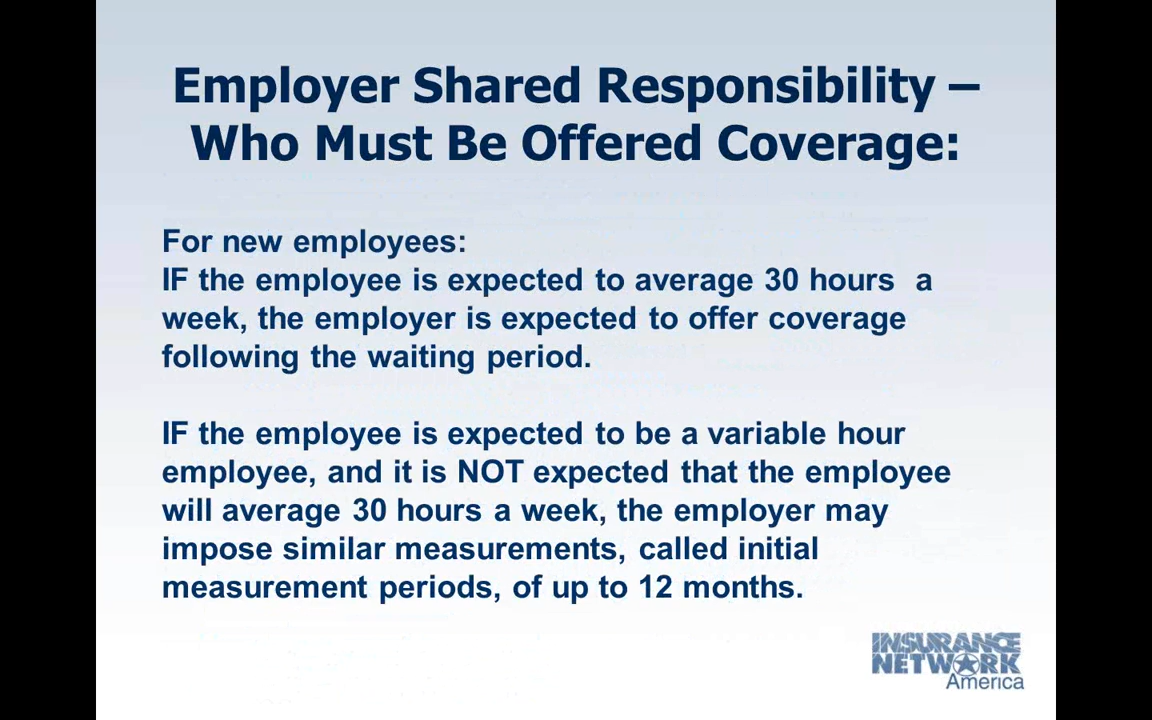 Employer Shared Responsibility –
Who Must Be Offered Coverage:
For new employees:
IF the employee is expected to average 30 hours  a
week, the employer is expected to offer coverage
following the waiting period.
IF the employee is expected to be a variable hour
employee, and it is NOT expected that the employee
will average 30 hours a week, the employer may
impose similar measurements, called initial
measurement periods, of up to 12 months.
INSURANCE
NETWORK
America